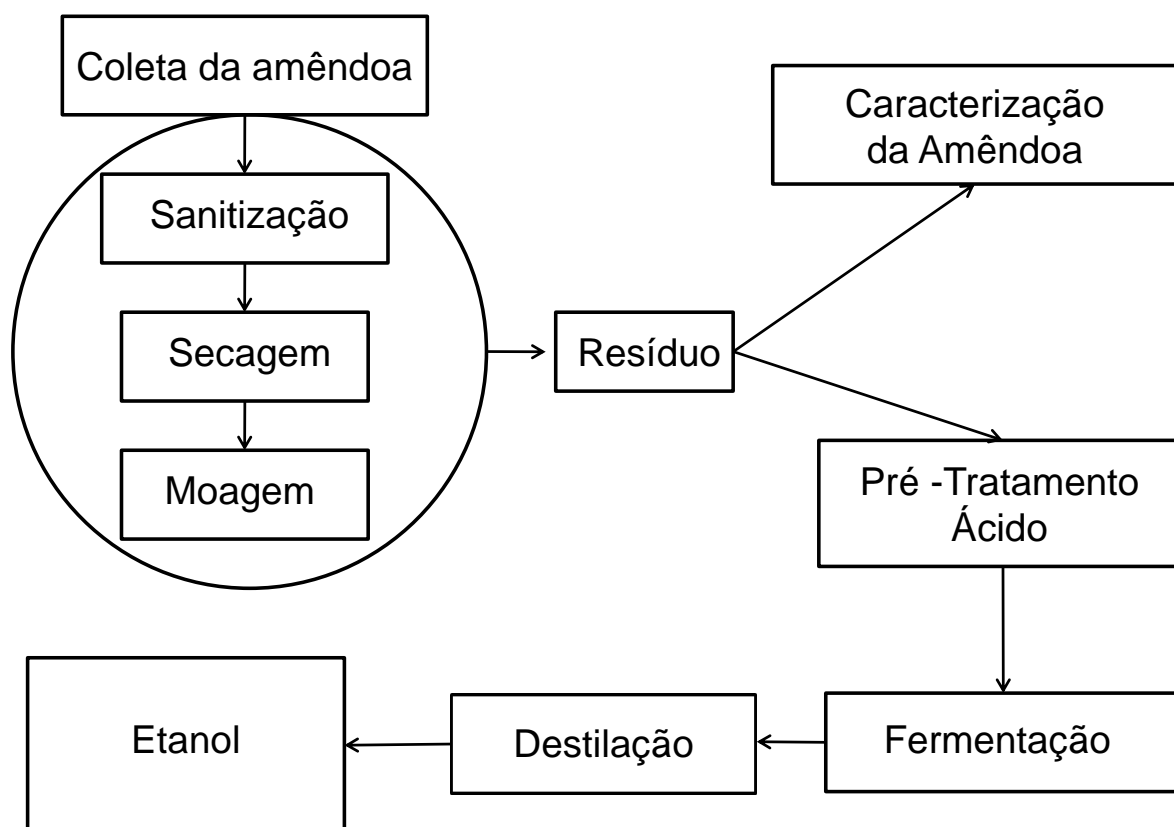 Coleta da amêndoa
Sanitização
Secagem
Moagem
Resíduo
Caracterização
da Amêndoa
Pré -Tratamento
Ácido
Fermentação
Destilação
Etanol